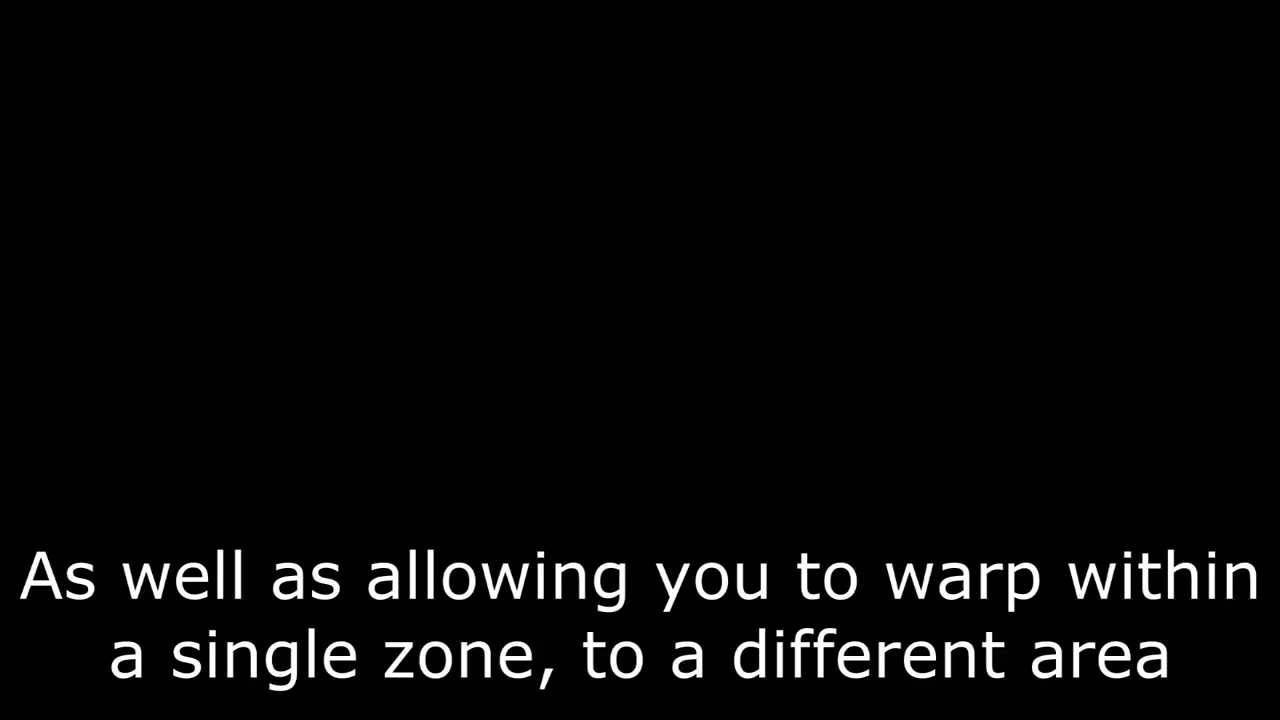 As well as allowing you to warp within
a single zone, to a different area